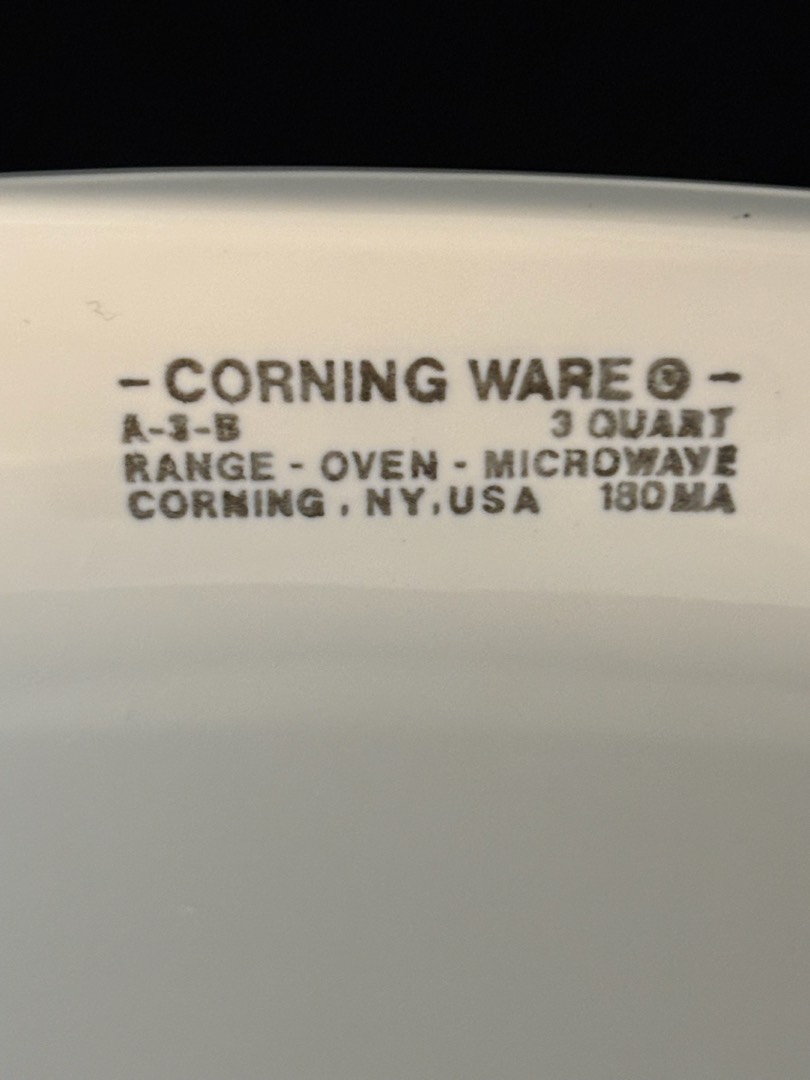 - CORNING WARE ® -
A-3-B 3 QUART
RANGE - OVEN - MICROWAVE
CORNING, NY, USA 180MA